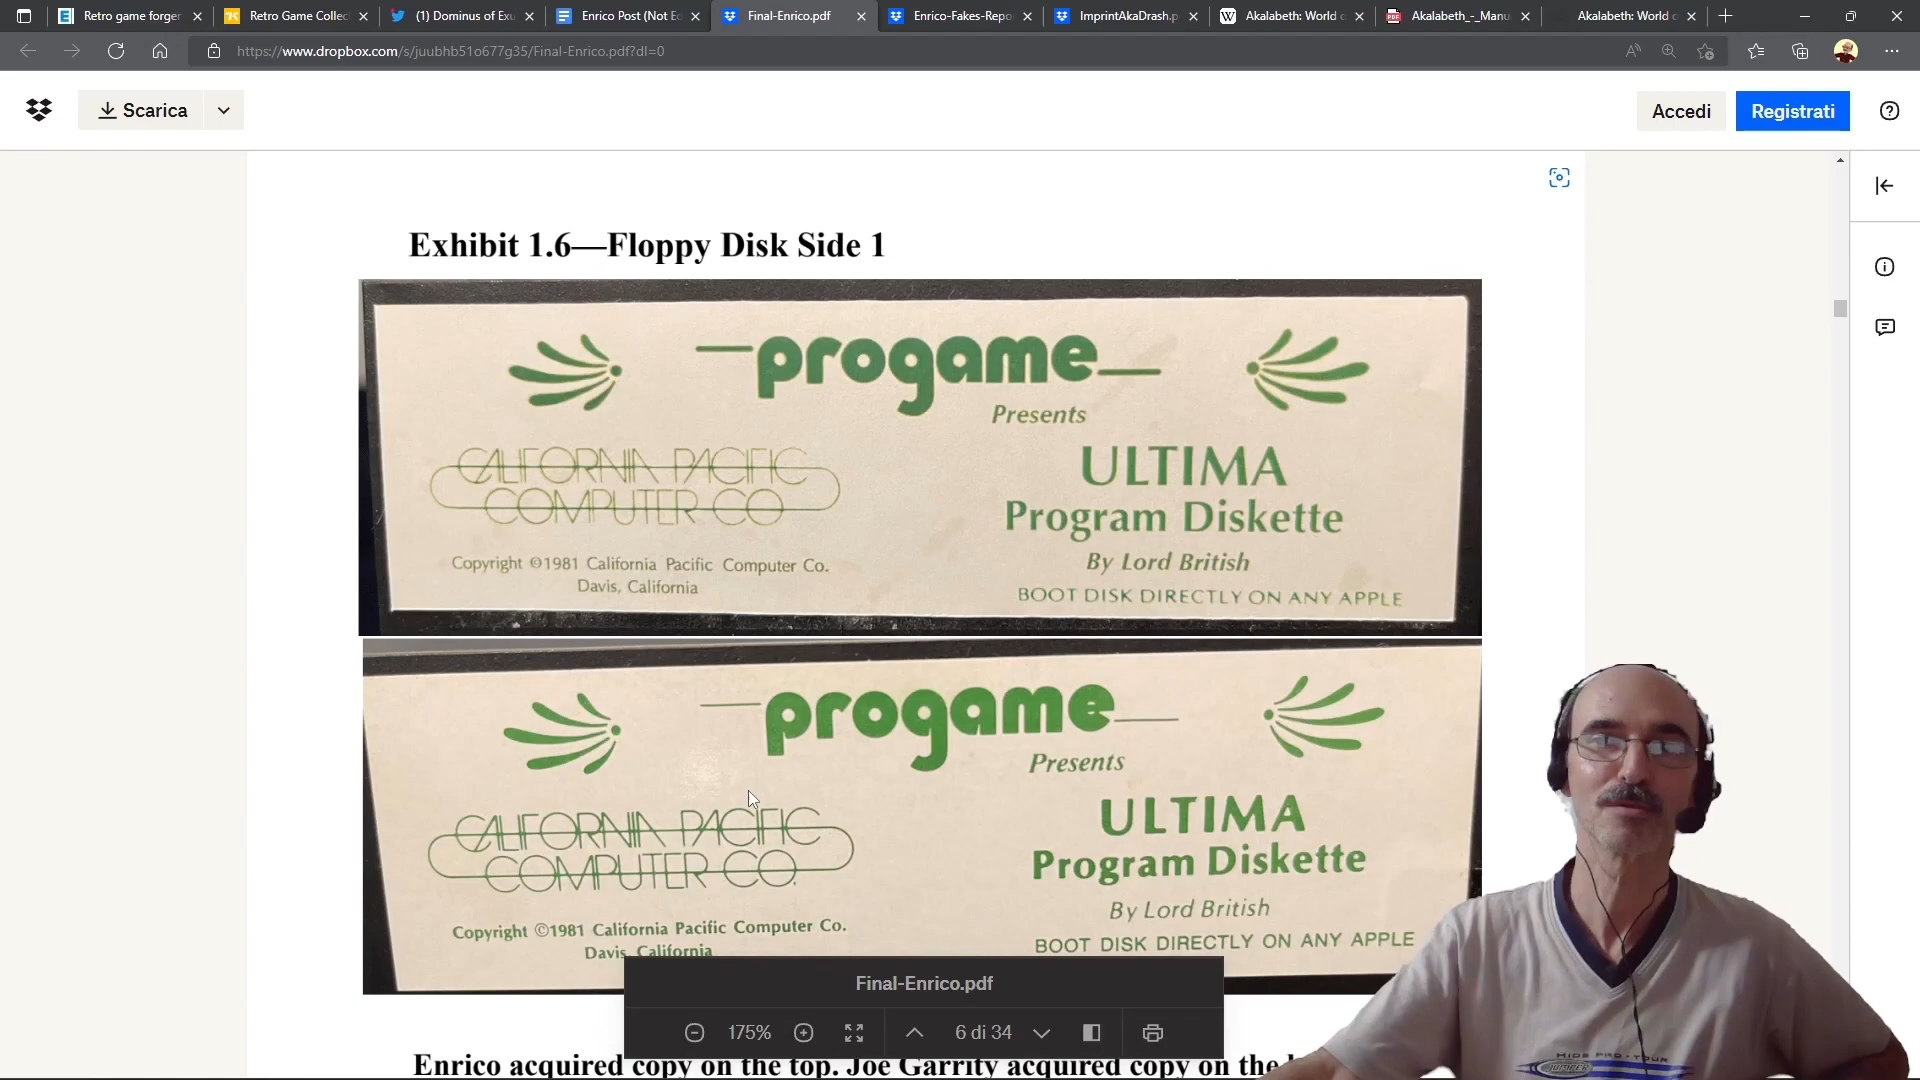 Retro game forger
Retro Game Collec
(1) Dominus of Exu
Enrico Post (Not Ed
Final-Enrico.pdf
Enrico-Fakes-Repo
ImprintAkaDrash.p
Akalabeth: World o
Akalabeth_-_Manu
Akalabeth: World o
https://www.dropbox.com/s/juubhb51o677g35/Final-Enrico.pdf?dl=0
Scarica
Accedi
Registrati
Exhibit 1.6—Floppy Disk Side 1
progame
Presents
CALIFORNIA PACIFIC
COMPUTER CO
ULTIMA
Program Diskette
By Lord British
Copyright ©1981 California Pacific Computer Co.
Davis, California
BOOT DISK DIRECTLY ON ANY APPLE
progame
Presents
CALIFORNIA PACIFIC
COMPUTER CO.
ULTIMA
Program Diskette
By Lord British
Copyright ©1981 California Pacific Computer Co.
Davis, California
BOOT DISK DIRECTLY ON ANY APPLE
Final-Enrico.pdf
175%
6 di 34
Enrico acquired copy on the top. Joe Garrity acquired copy on the
HIDE PRO-TOUR